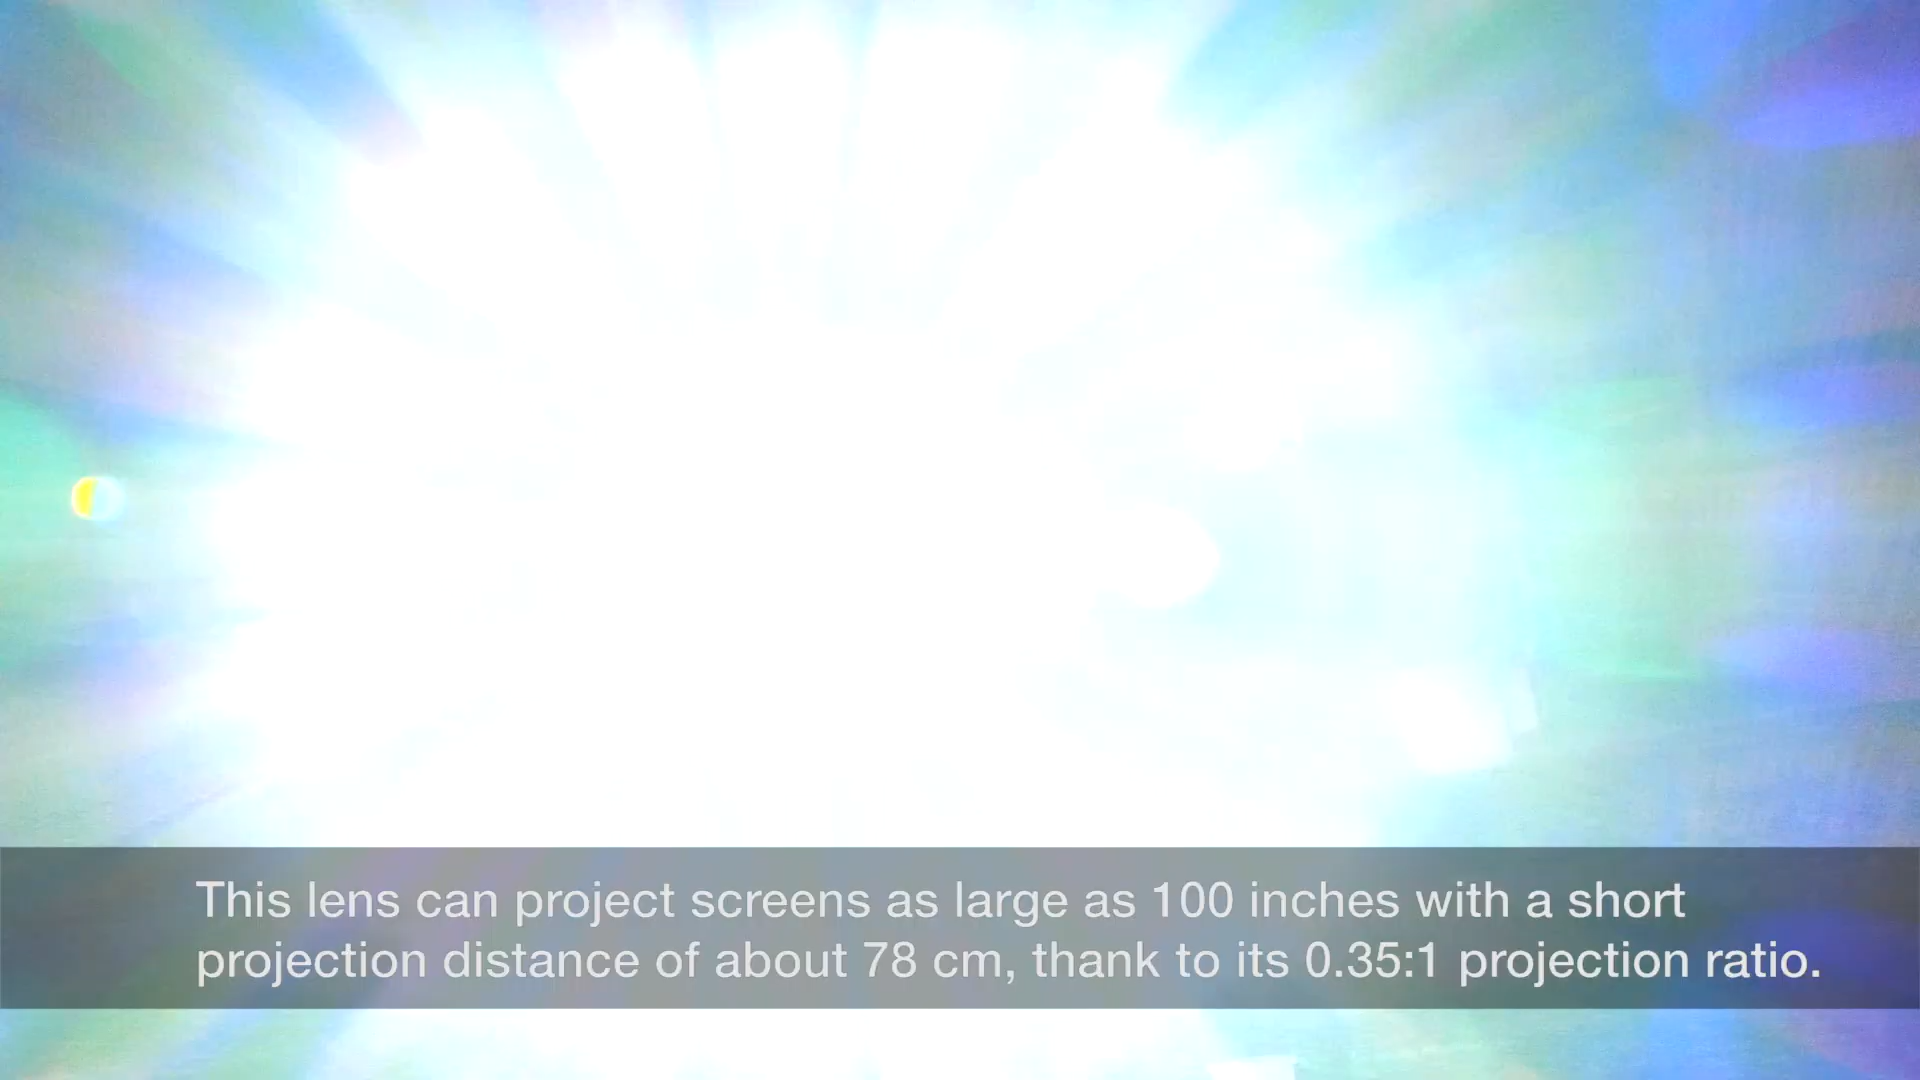 This lens can project screens as large as 100 inches with a short
projection distance of about 78 cm, thank to its 0.35:1 projection ratio.